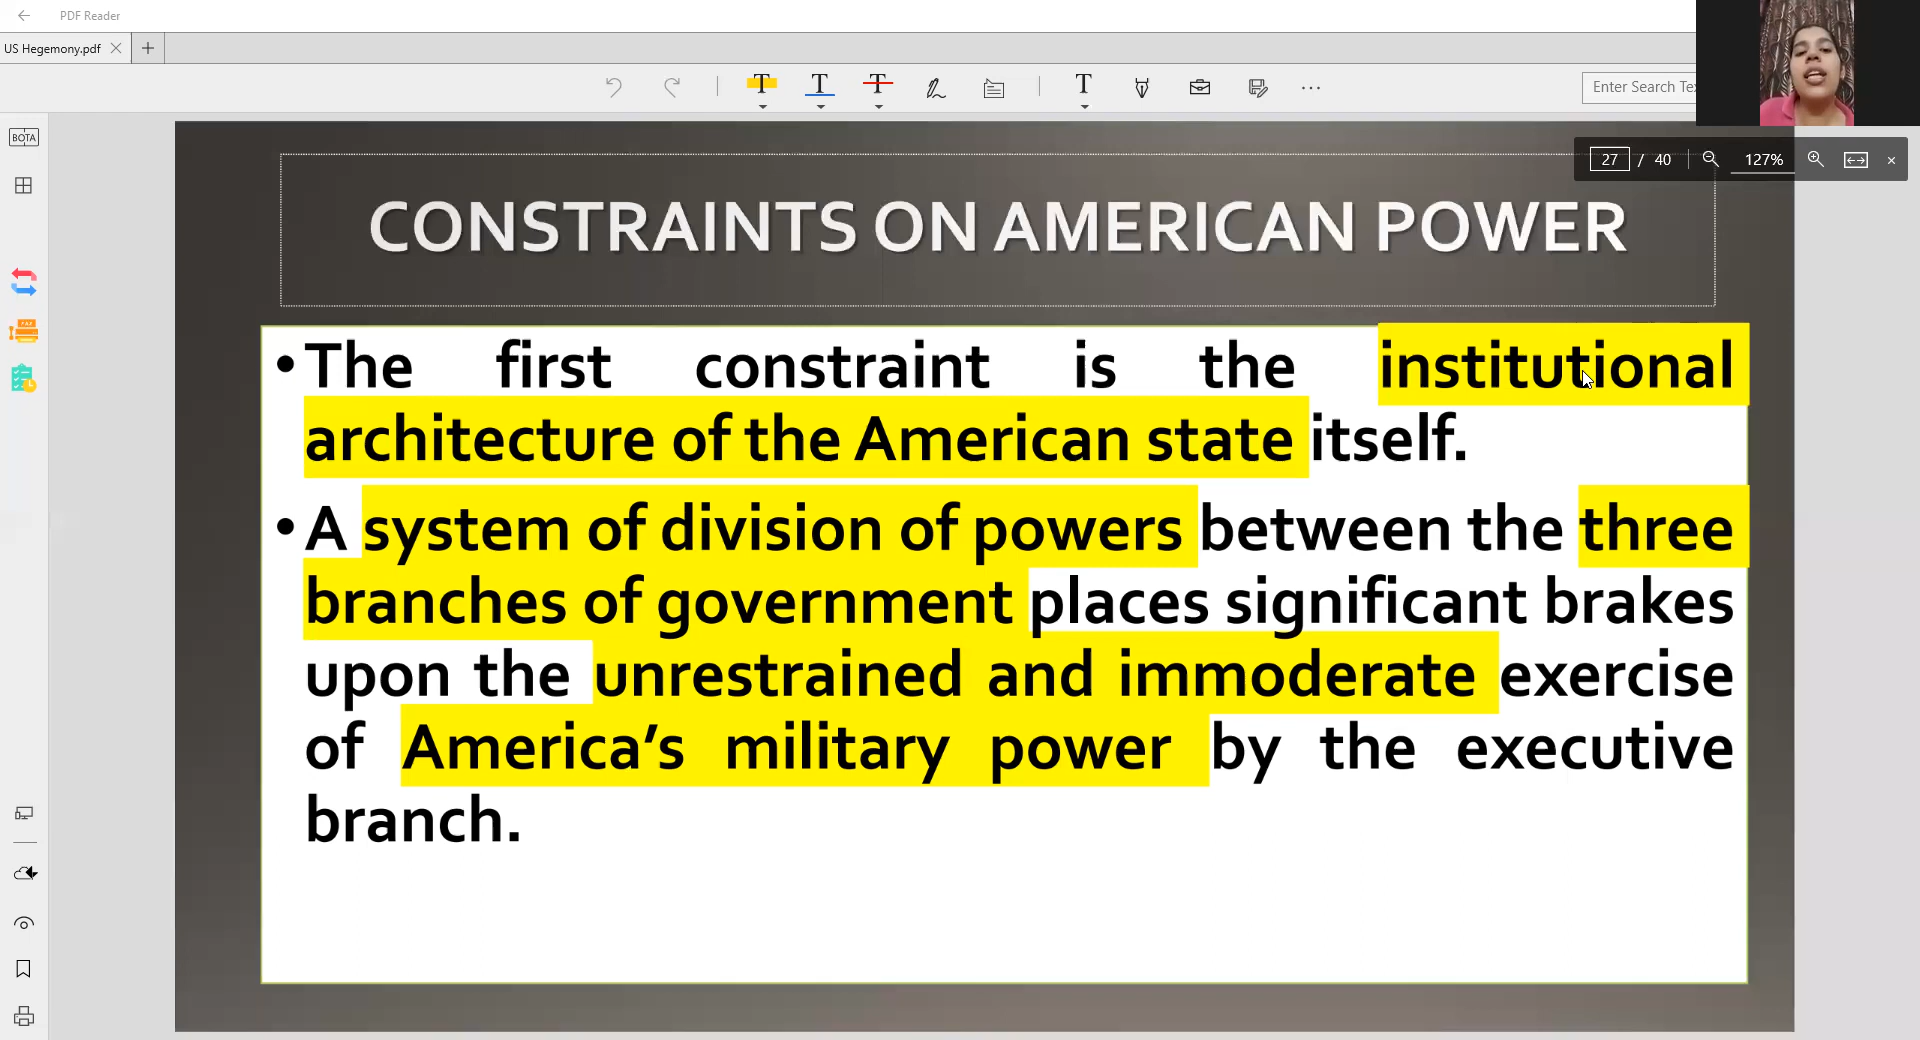 PDF Reader
US Hegemony.pdf
T T T T
Enter Search Tex
BOTA
27 / 40 127%
CONSTRAINTS ON AMERICAN POWER
• The first constraint is the institutional
architecture of the American state itself.
• A system of division of powers between the three
branches of government places significant brakes
upon the unrestrained and immoderate exercise
of America’s military power by the executive
branch.